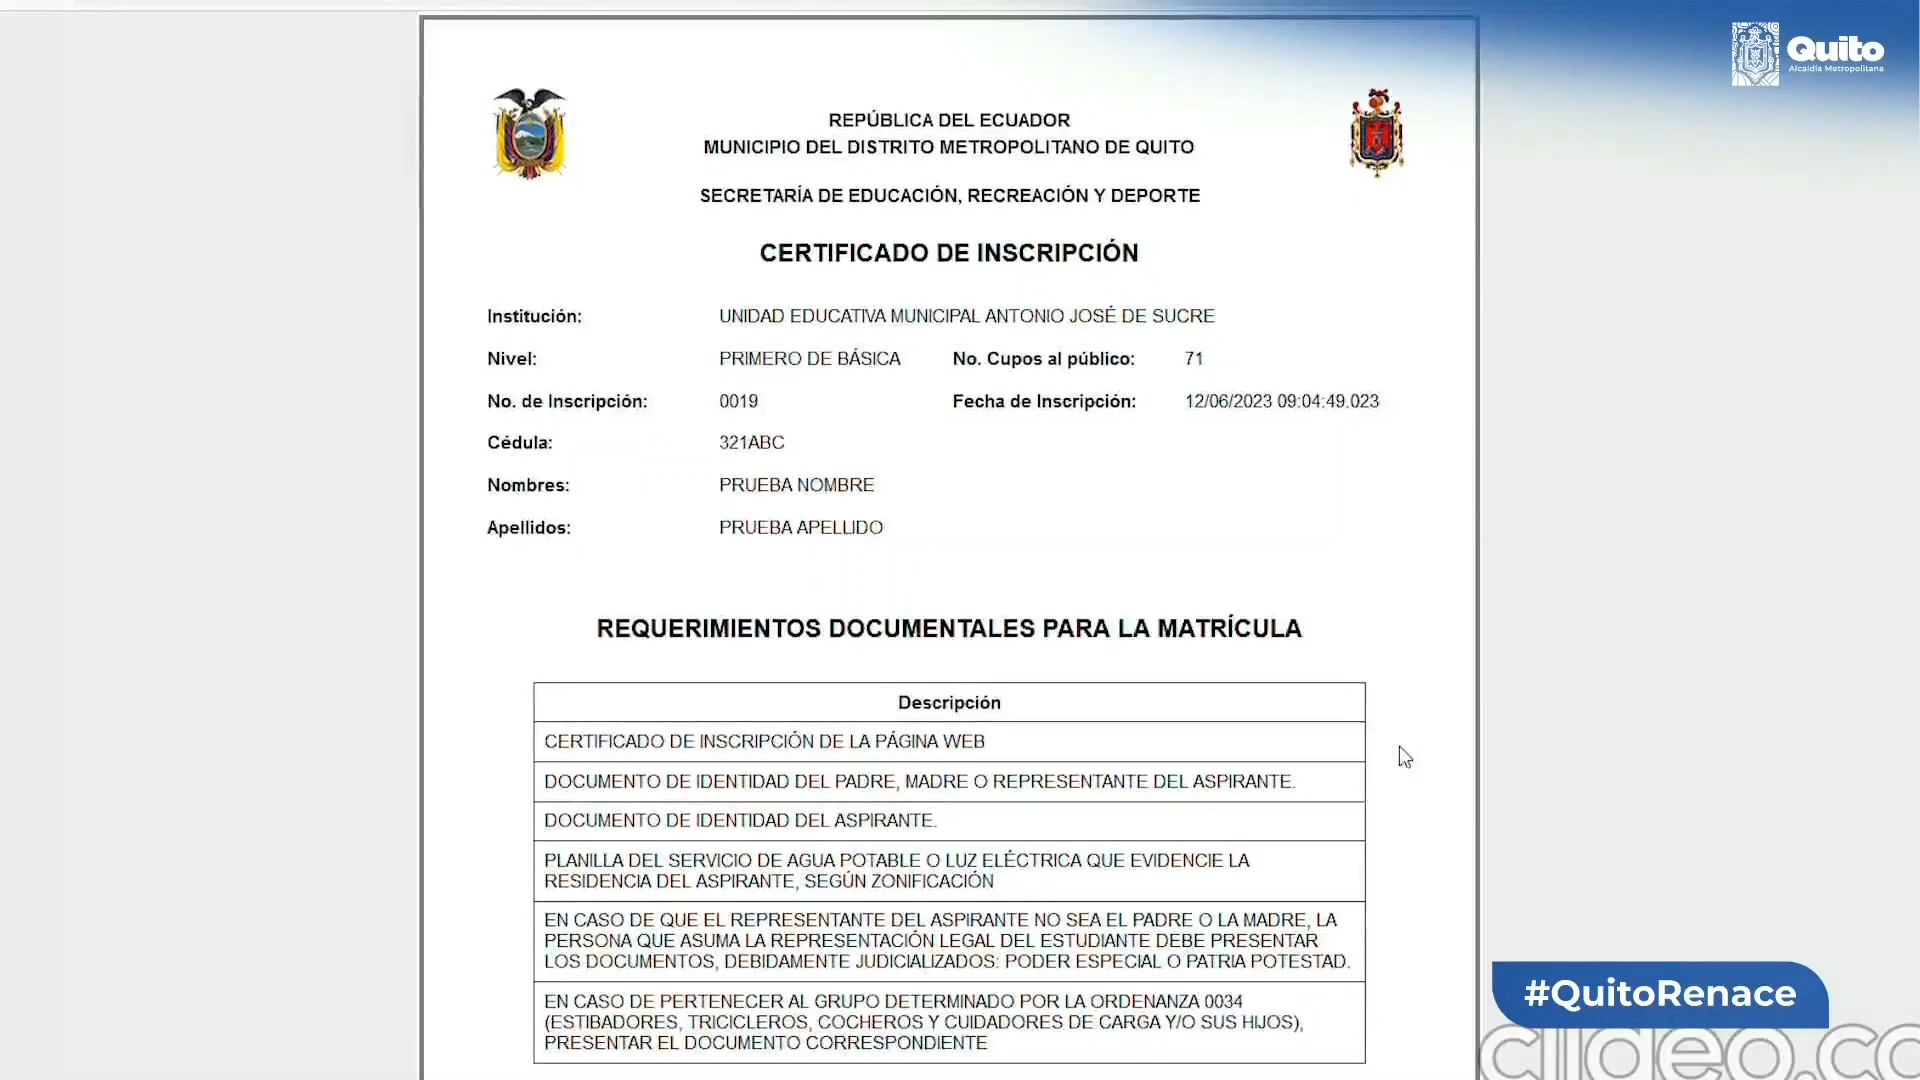 Quito
Alcaldía Metropolitana
REPÚBLICA DEL ECUADOR
MUNICIPIO DEL DISTRITO METROPOLITANO DE QUITO
SECRETARÍA DE EDUCACIÓN, RECREACIÓN Y DEPORTE
CERTIFICADO DE INSCRIPCIÓN
Institución: UNIDAD EDUCATIVA MUNICIPAL ANTONIO JOSÉ DE SUCRE
Nivel: PRIMERO DE BÁSICA No. Cupos al público: 71
No. de Inscripción: 0019 Fecha de Inscripción: 12/06/2023 09:04:49.023
Cédula: 321ABC
Nombres: PRUEBA NOMBRE
Apellidos: PRUEBA APELLIDO
REQUERIMIENTOS DOCUMENTALES PARA LA MATRÍCULA
Descripción
CERTIFICADO DE INSCRIPCIÓN DE LA PÁGINA WEB
DOCUMENTO DE IDENTIDAD DEL PADRE, MADRE O REPRESENTANTE DEL ASPIRANTE.
DOCUMENTO DE IDENTIDAD DEL ASPIRANTE.
PLANILLA DEL SERVICIO DE AGUA POTABLE O LUZ ELÉCTRICA QUE EVIDENCIE LA
RESIDENCIA DEL ASPIRANTE, SEGÚN ZONIFICACIÓN
EN CASO DE QUE EL REPRESENTANTE DEL ASPIRANTE NO SEA EL PADRE O LA MADRE, LA
PERSONA QUE ASUMA LA REPRESENTACIÓN LEGAL DEL ESTUDIANTE DEBE PRESENTAR
LOS DOCUMENTOS, DEBIDAMENTE JUDICIALIZADOS: PODER ESPECIAL O PATRIA POTESTAD.
EN CASO DE PERTENECER AL GRUPO DETERMINADO POR LA ORDENANZA 0034
(ESTIBADORES, TRICICLEROS, COCHEROS Y CUIDADORES DE CARGA Y/O SUS HIJOS),
PRESENTAR EL DOCUMENTO CORRESPONDIENTE
#QuitoRenace
clideo.co